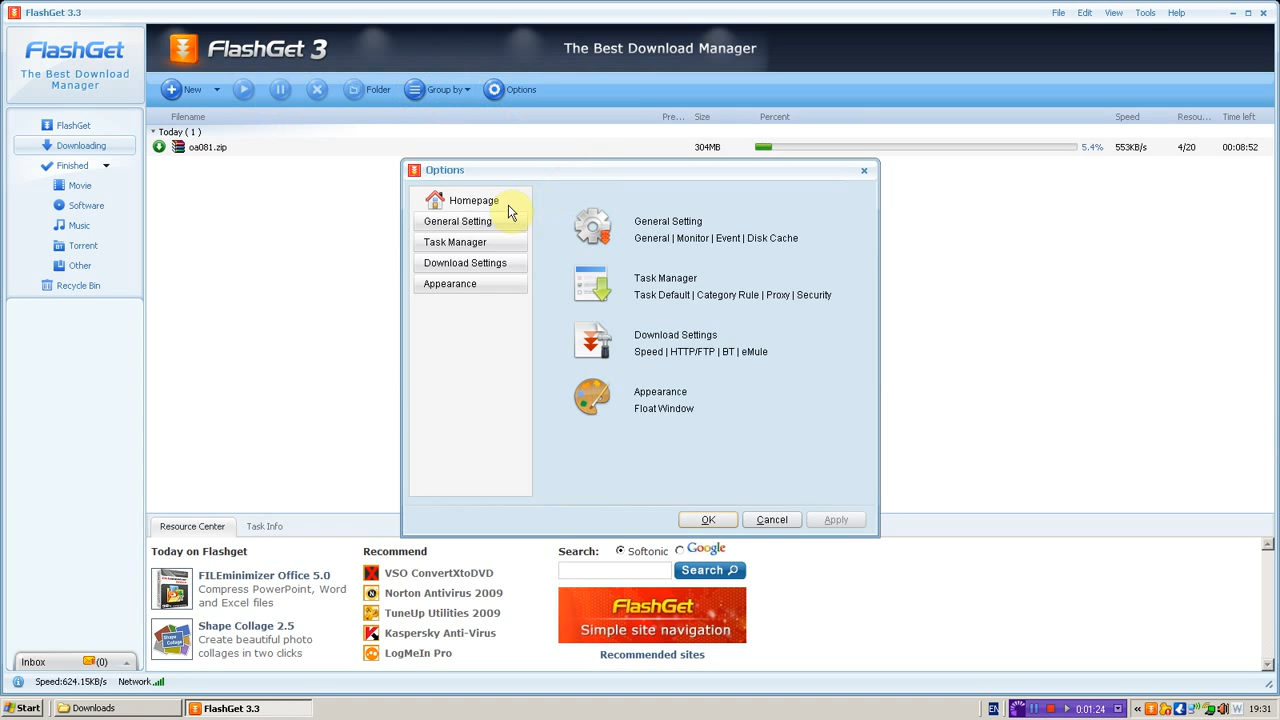 FlashGet 3.3
File Edit View Tools Help
FlashGet
The Best Download
Manager
FlashGet 3
The Best Download Manager
New Folder Group by Options
Filename Pre... Size Percent Speed Resou... Time left
Today ( 1 )
oa081.zip 304MB 5.4% 553KB/s 4/20 00:08:52
FlashGet
Downloading
Finished
Movie
Software
Music
Torrent
Other
Recycle Bin
Options
Homepage
General Setting
Task Manager
Download Settings
Appearance
General Setting
General | Monitor | Event | Disk Cache
Task Manager
Task Default | Category Rule | Proxy | Security
Download Settings
Speed | HTTP/FTP | BT | eMule
Appearance
Float Window
OK Cancel Apply
Resource Center Task Info
Today on Flashget
FILEminimizer Office 5.0
Compress PowerPoint, Word
and Excel files
Shape Collage 2.5
Create beautiful photo
collages in two clicks
Recommend
VSO ConvertXtoDVD
Norton Antivirus 2009
TuneUp Utilities 2009
Kaspersky Anti-Virus
LogMeIn Pro
Search: Softonic Google
Search
FlashGet
Simple site navigation
Recommended sites
Inbox (0)
Speed:624.15KB/s Network:
Start Downloads FlashGet 3.3 EN 0:01:24 19:31